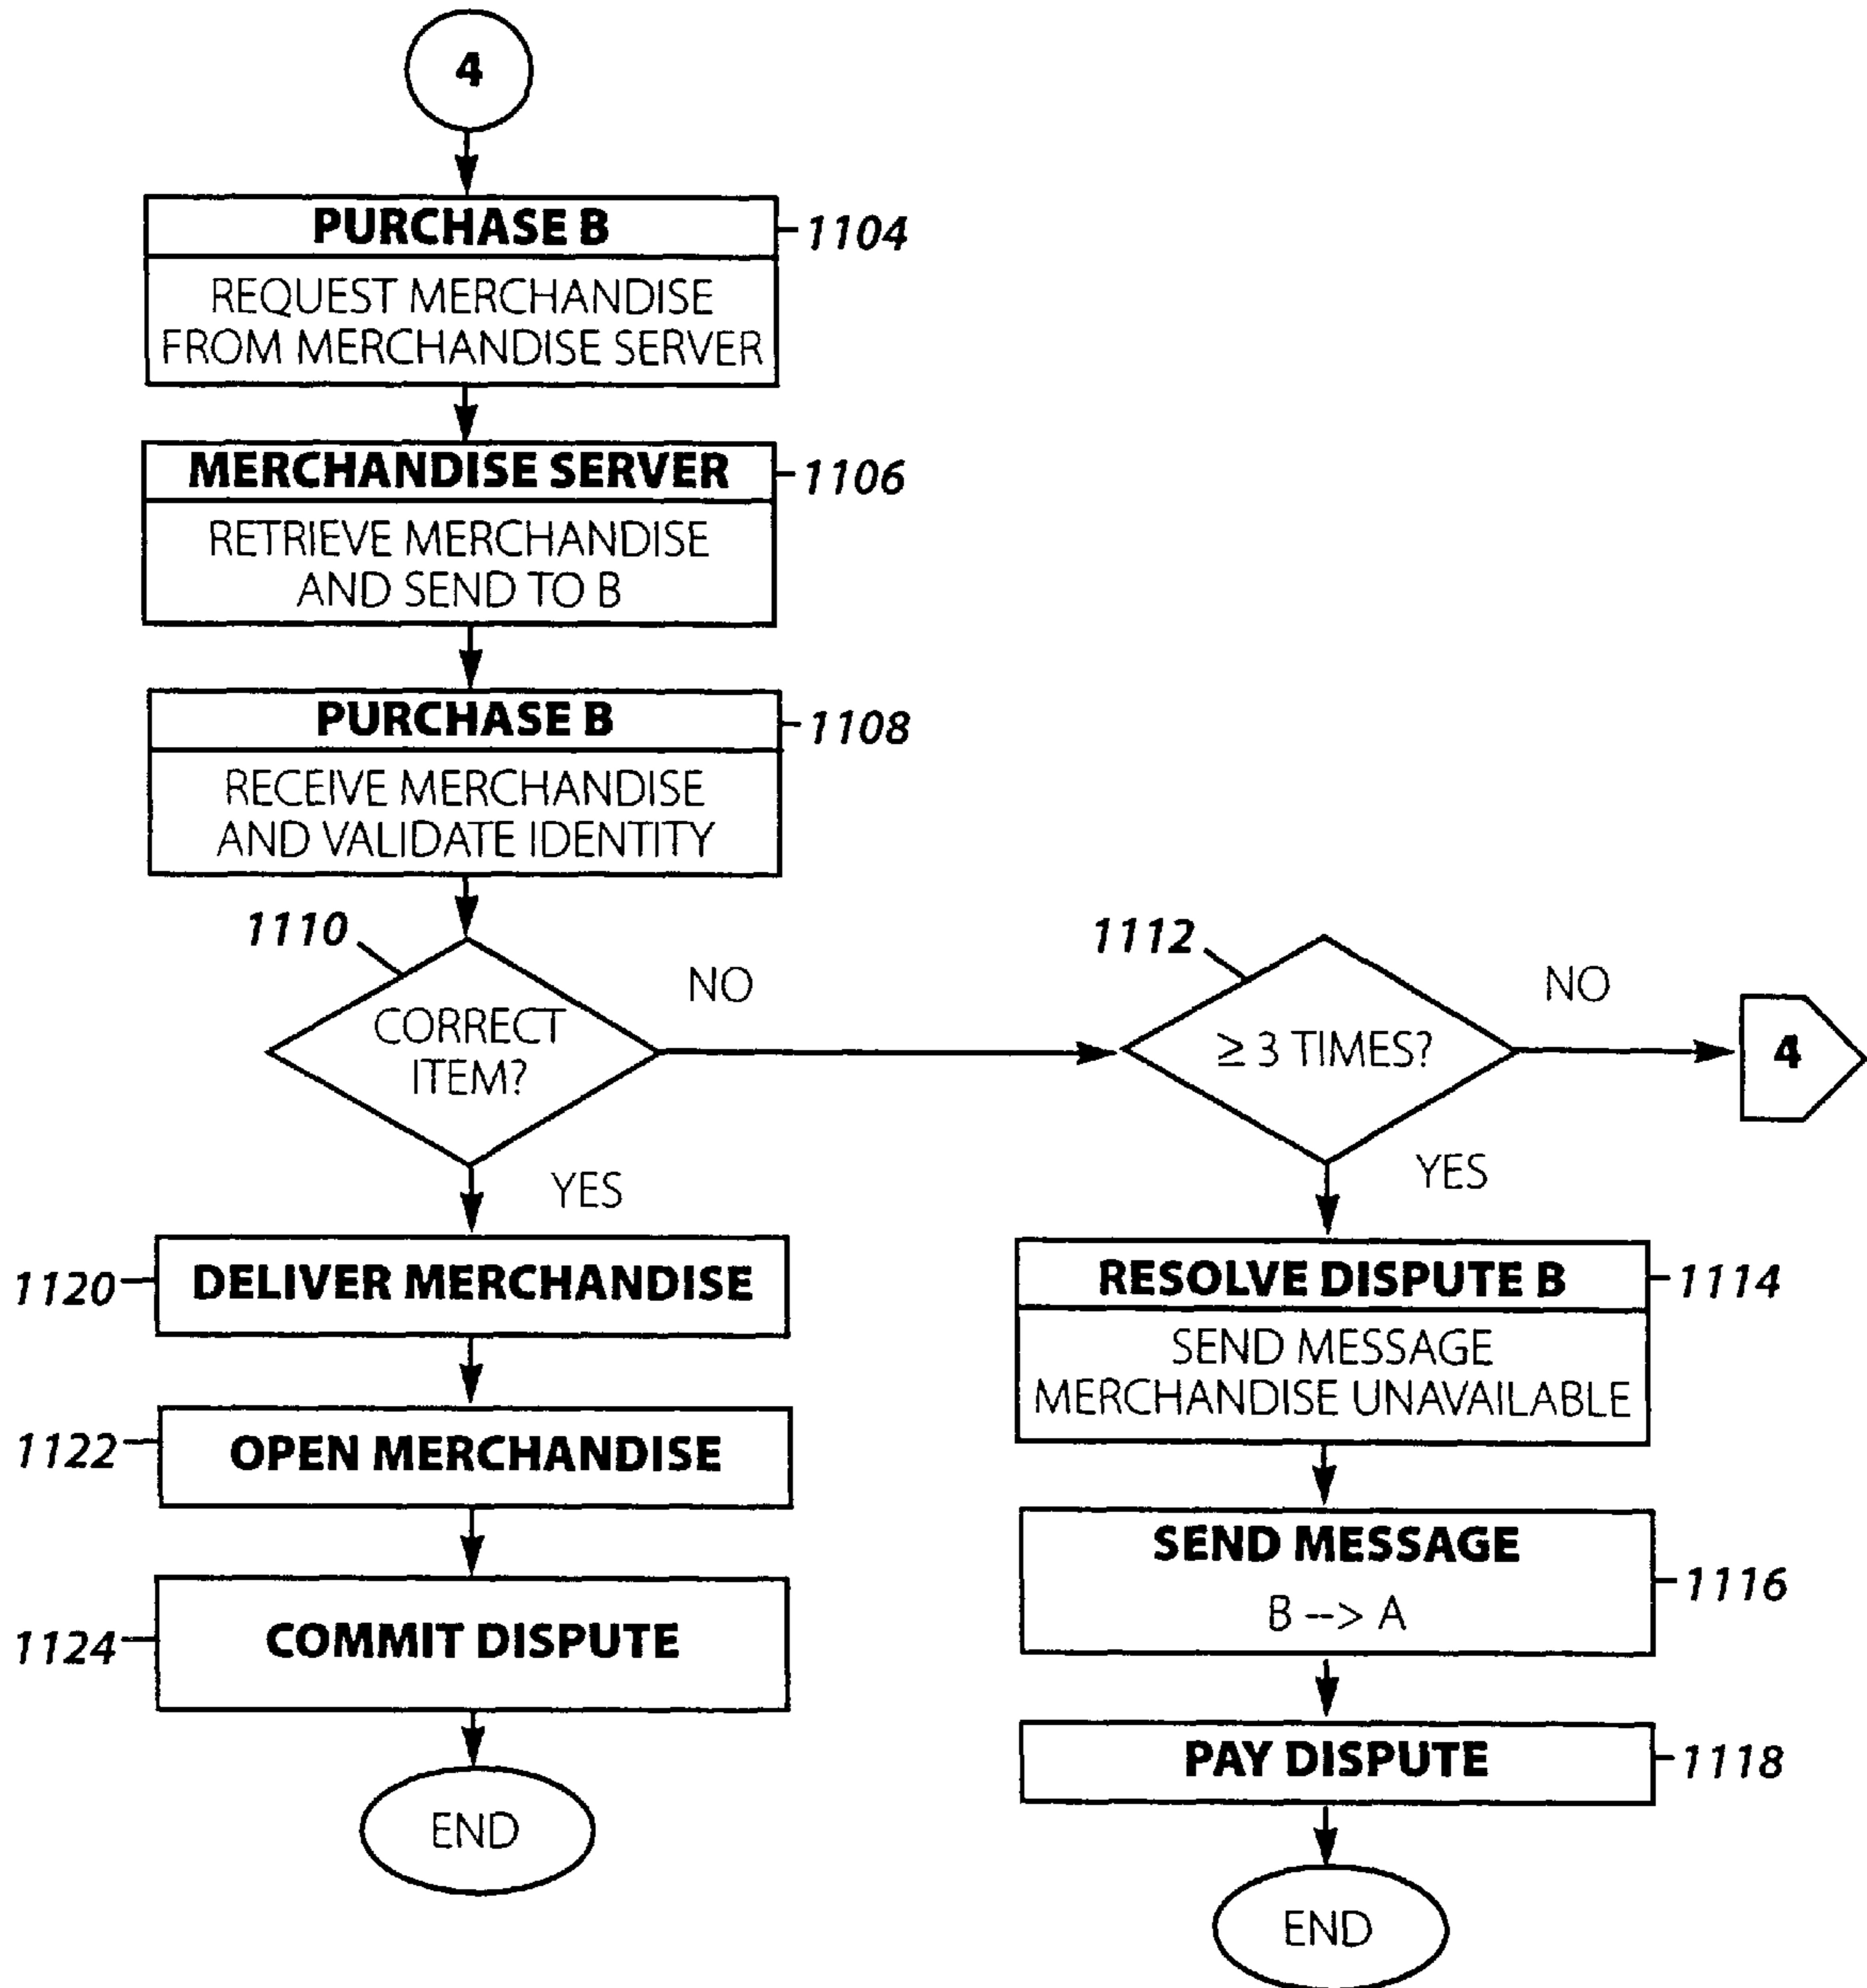 4
PURCHASE B
1104
REQUEST MERCHANDISE
FROM MERCHANDISE SERVER
MERCHANDISE SERVER
1106
RETRIEVE MERCHANDISE
AND SEND TO B
PURCHASE B
1108
RECEIVE MERCHANDISE
AND VALIDATE IDENTITY
1110
CORRECT
ITEM?
NO
1112
≥ 3 TIMES?
NO
4
YES
YES
1120
DELIVER MERCHANDISE
1122
OPEN MERCHANDISE
1124
COMMIT DISPUTE
END
RESOLVE DISPUTE B
1114
SEND MESSAGE
MERCHANDISE UNAVAILABLE
SEND MESSAGE
B --> A
1116
PAY DISPUTE
1118
END